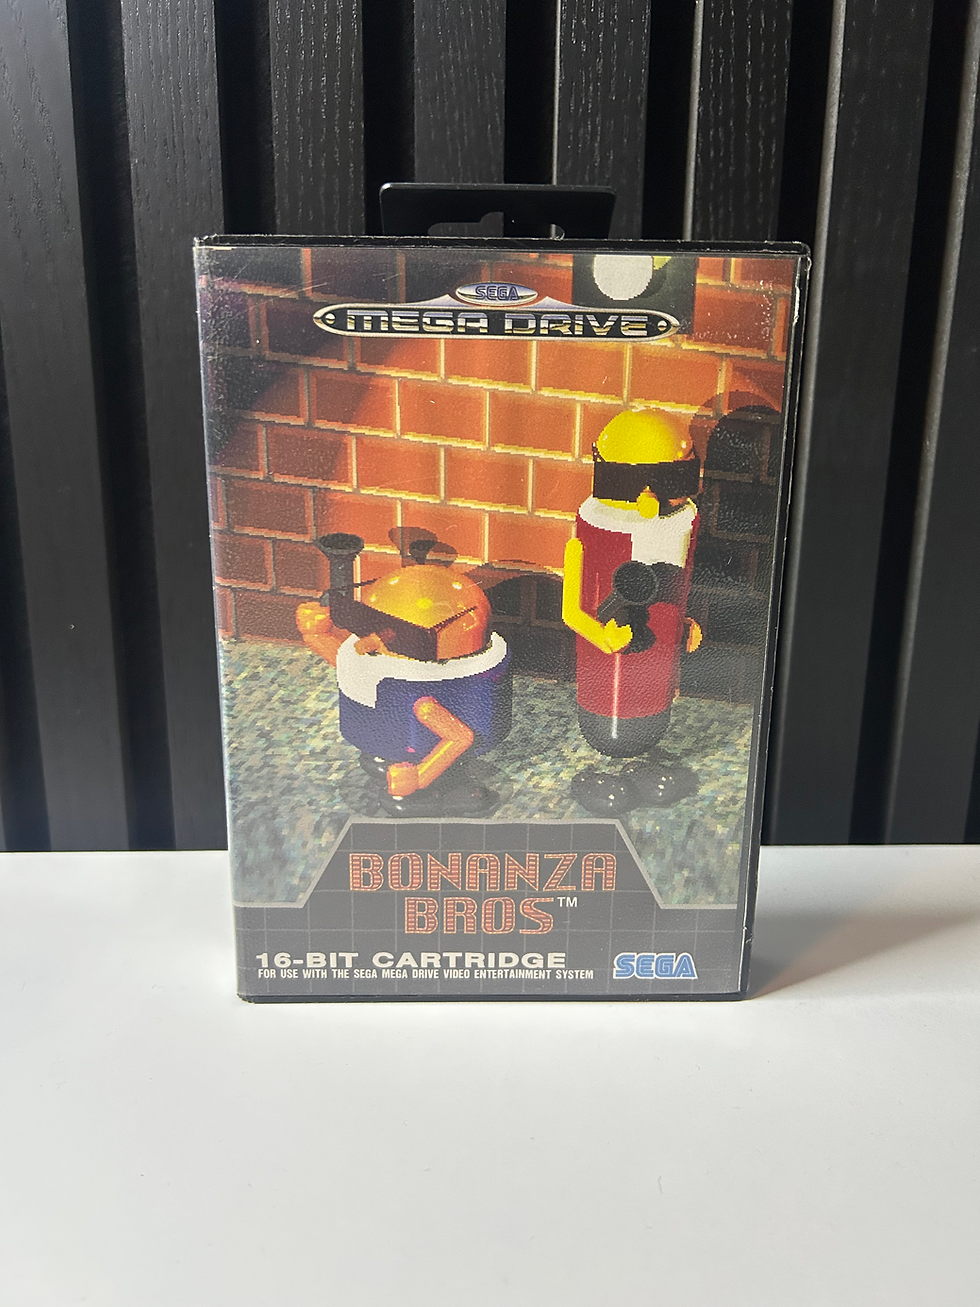 SEGA
MEGA DRIVE
BONANZA
BROS™
16-BIT CARTRIDGE
FOR USE WITH THE SEGA MEGA DRIVE VIDEO ENTERTAINMENT SYSTEM
SEGA